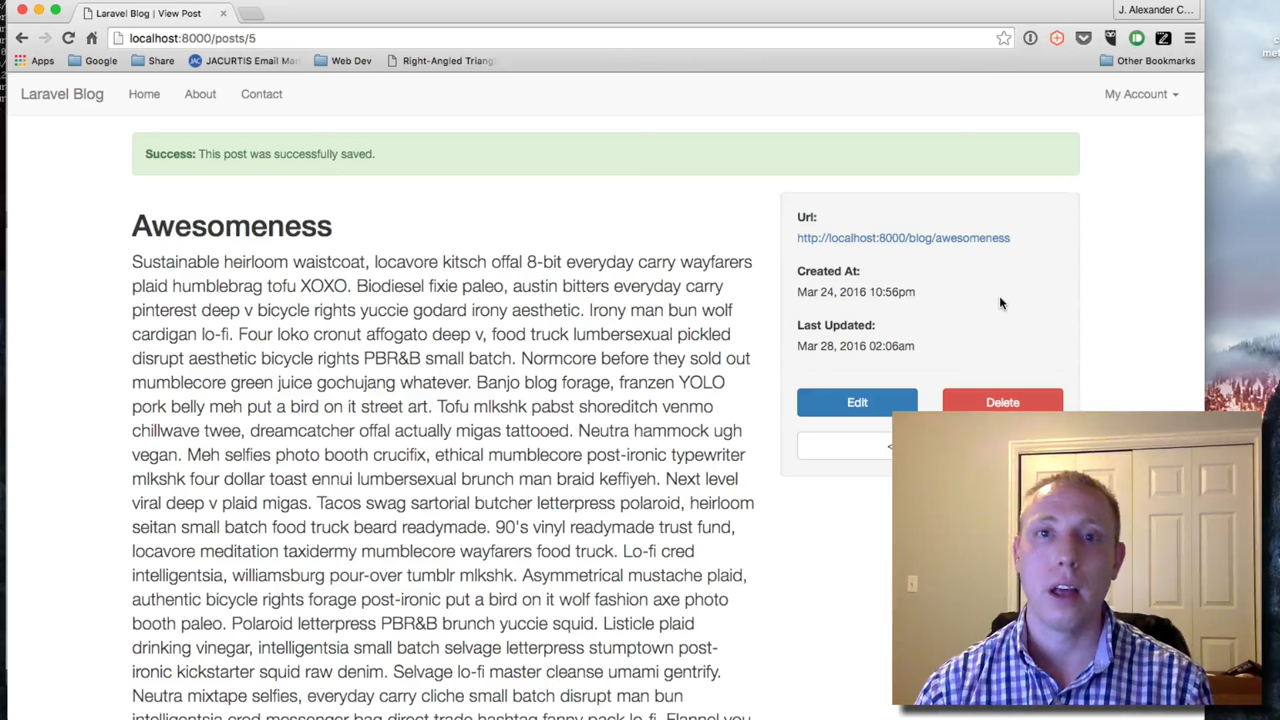 Laravel Blog | View Post
J. Alexander C...
localhost:8000/posts/5
Apps
Google
Share
JACURTIS Email Mar
Web Dev
Right-Angled Triang
Other Bookmarks
Laravel Blog
Home
About
Contact
My Account
Success: This post was successfully saved.
Awesomeness
Sustainable heirloom waistcoat, locavore kitsch offal 8-bit everyday carry wayfarers
plaid humblebrag tofu XOXO. Biodiesel fixie paleo, austin bitters everyday carry
pinterest deep v bicycle rights yuccie godard irony aesthetic. Irony man bun wolf
cardigan lo-fi. Four loko cronut affogato deep v, food truck lumbersexual pickled
disrupt aesthetic bicycle rights PBR&B small batch. Normcore before they sold out
mumblecore green juice gochujang whatever. Banjo blog forage, franzen YOLO
pork belly meh put a bird on it street art. Tofu mlkshk pabst shoreditch venmo
chillwave twee, dreamcatcher offal actually migas tattooed. Neutra hammock ugh
vegan. Meh selfies photo booth crucifix, ethical mumblecore post-ironic typewriter
mlkshk four dollar toast ennui lumbersexual brunch man braid keffiyeh. Next level
viral deep v plaid migas. Tacos swag sartorial butcher letterpress polaroid, heirloom
seitan small batch food truck beard readymade. 90's vinyl readymade trust fund,
locavore meditation taxidermy mumblecore wayfarers food truck. Lo-fi cred
intelligentsia, williamsburg pour-over tumblr mlkshk. Asymmetrical mustache plaid,
authentic bicycle rights forage post-ironic put a bird on it wolf fashion axe photo
booth paleo. Polaroid letterpress PBR&B brunch yuccie squid. Listicle plaid
drinking vinegar, intelligentsia small batch selvage letterpress stumptown post-
ironic kickstarter squid raw denim. Selvage lo-fi master cleanse umami gentrify.
Neutra mixtape selfies, everyday carry cliche small batch disrupt man bun
intelligentsia cred messenger bag direct trade hashtag fanny pack lo-fi. Flannel you
Url:
http://localhost:8000/blog/awesomeness
Created At:
Mar 24, 2016 10:56pm
Last Updated:
Mar 28, 2016 02:06am
Edit
Delete
<